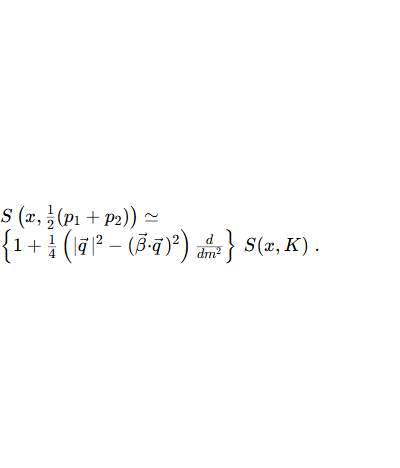 S (x, ½(p₁ + p₂)) ≃
{1 + ¼ (|q⃗|² − (β⃗·q⃗)²) d/dm²} S(x, K) .